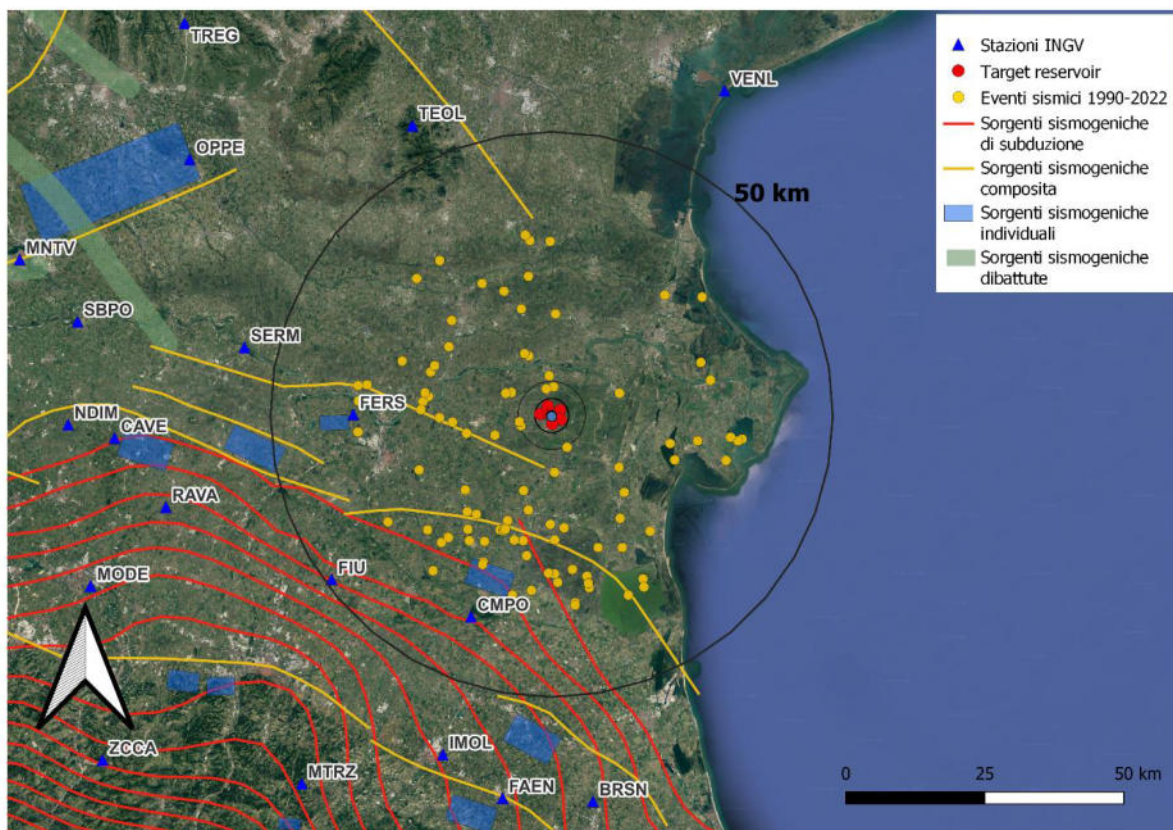 TREG
VENL
TEOL
OPPE
50 km
MNTV
SBPO
SERM
FERS
NDIM
CAVE
RAVA
FIU
MODE
CMPO
ZCCA
MTRZ
IMOL
FAEN
BRSN
Stazioni INGV
Target reservoir
Eventi sismici 1990-2022
Sorgenti sismogeniche
di subduzione
Sorgenti sismogeniche
composita
Sorgenti sismogeniche
individuali
Sorgenti sismogeniche
dibattute
0 25 50 km